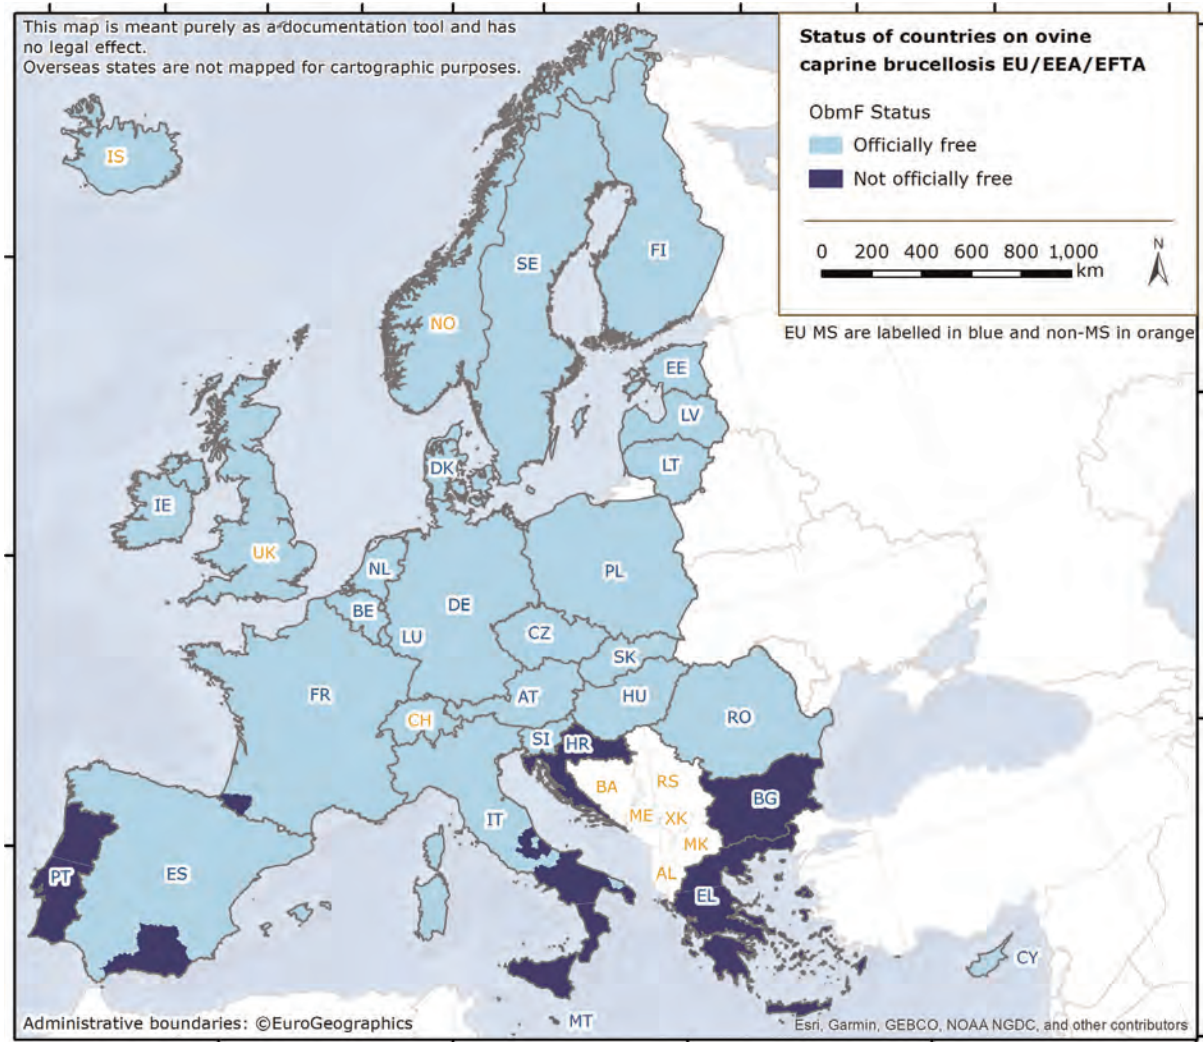 This map is meant purely as a documentation tool and has
no legal effect.
Overseas states are not mapped for cartographic purposes.
Status of countries on ovine
caprine brucellosis EU/EEA/EFTA
ObmF Status
Officially free
Not officially free
0 200 400 600 800 1,000
km
N
EU MS are labelled in blue and non-MS in orange
IS
SE
FI
NO
EE
LV
LT
DK
IE
UK
NL
PL
BE
DE
LU
CZ
SK
FR
AT
HU
CH
RO
SI
HR
BA
RS
BG
IT
ME
XK
MK
PT
ES
AL
EL
CY
MT
Administrative boundaries: ©EuroGeographics
Esri, Garmin, GEBCO, NOAA NGDC, and other contributors